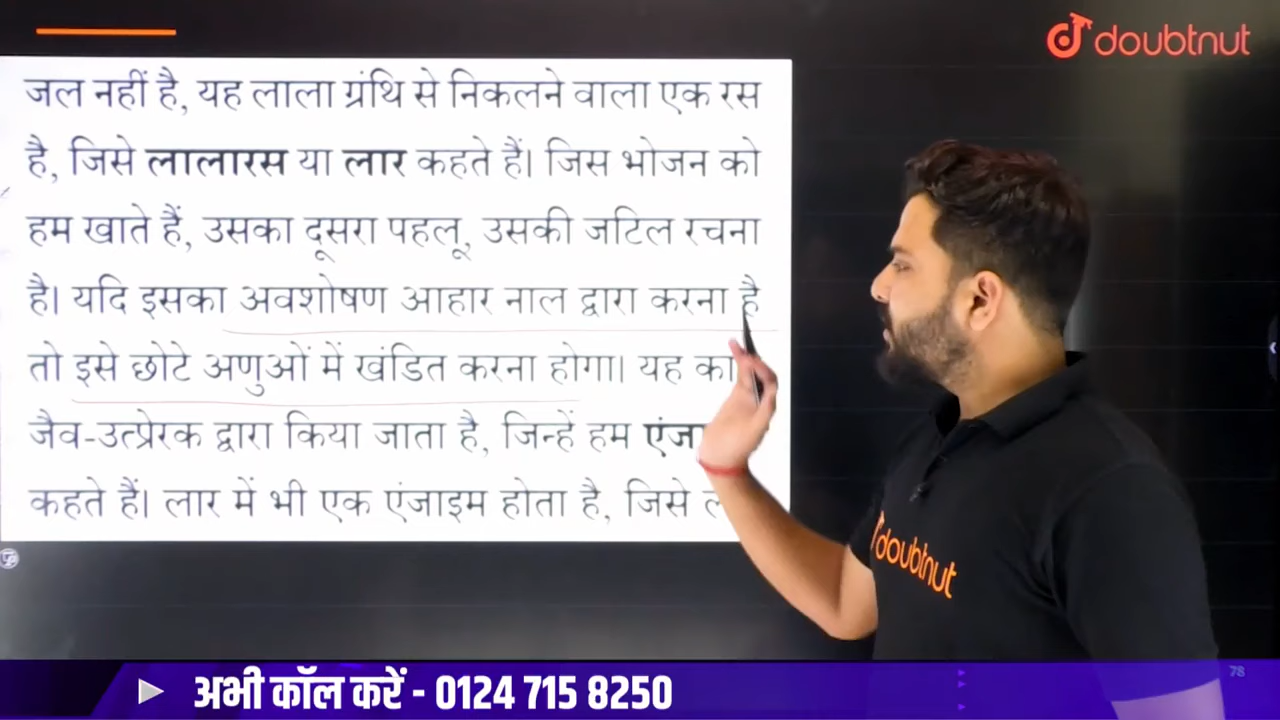 doubtnut
जल नहीं है, यह लाला ग्रंथि से निकलने वाला एक रस
है, जिसे लालारस या लार कहते हैं। जिस भोजन को
हम खाते हैं, उसका दूसरा पहलू, उसकी जटिल रचना
है। यदि इसका अवशोषण आहार नाल द्वारा करना है
तो इसे छोटे अणुओं में खंडित करना होगा। यह
जैव-उत्प्रेरक द्वारा किया जाता है, जिन्हें हम
कहते हैं। लार में भी एक एंजाइम होता है, जिसे
doubtnut
अभी कॉल करें - 0124 715 8250
78